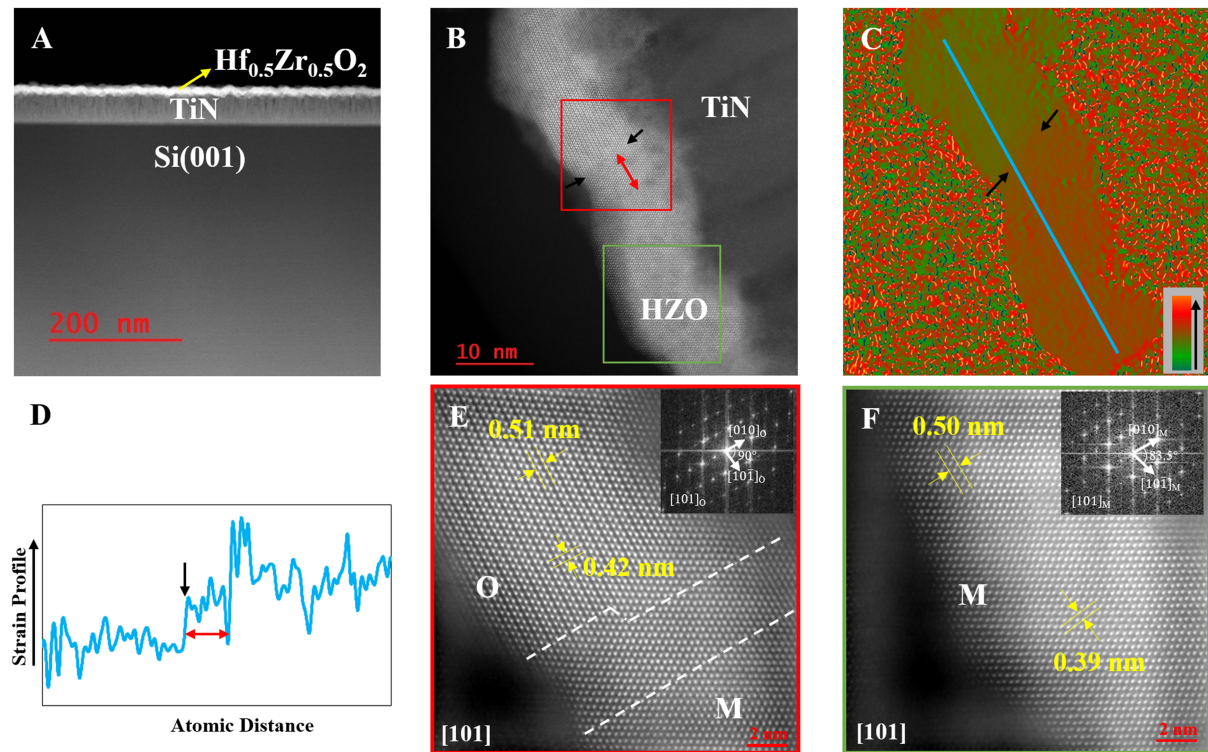 A
Hf0.5Zr0.5O2
TiN
Si(001)
200 nm
B
TiN
HZO
10 nm
C
D
Strain Profile
Atomic Distance
E
0.51 nm
[010]O
90°
[101̄]O
[101]O
0.42 nm
O
M
[101]
2 nm
F
0.50 nm
[010]M
83.5°
[101̄]M
[101]M
M
0.39 nm
[101]
2 nm